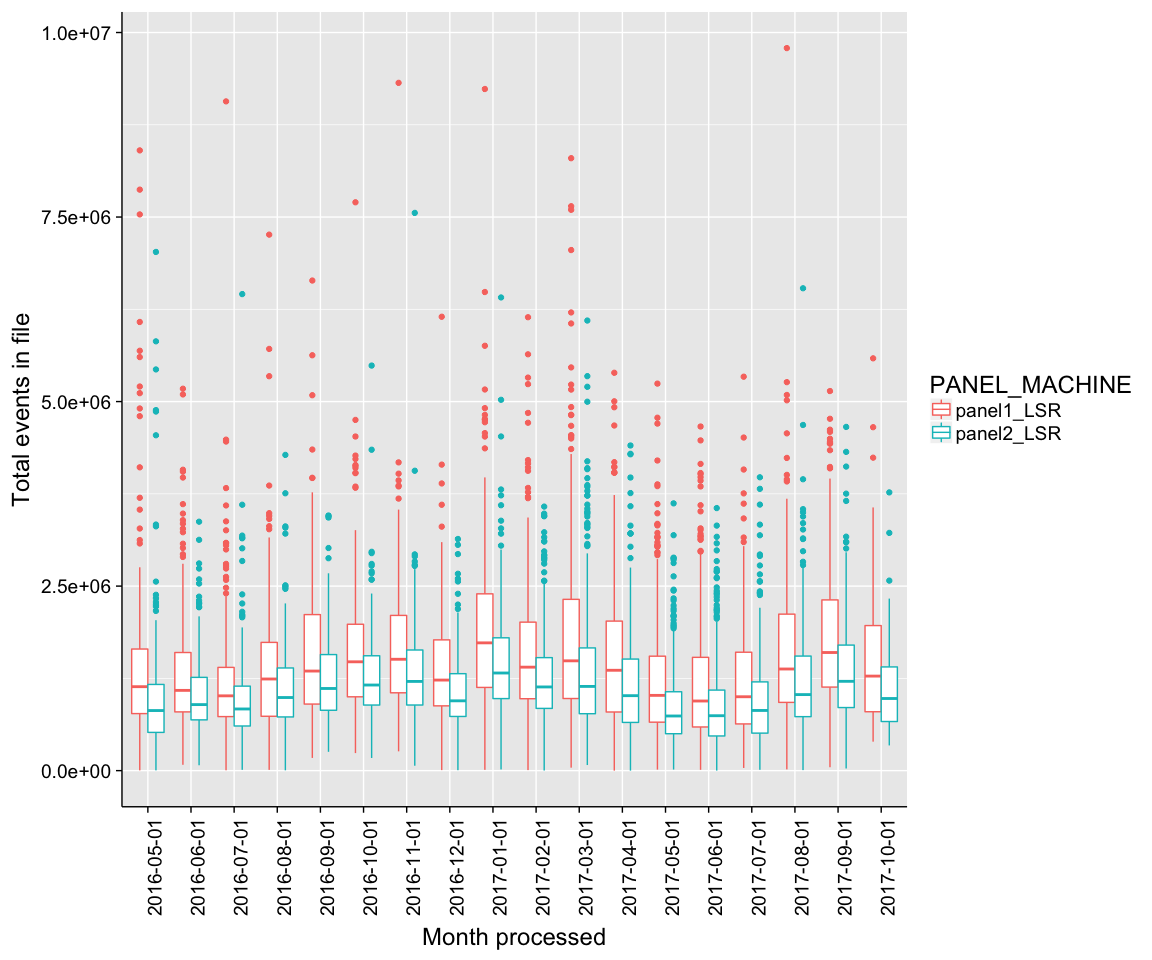 1.0e+07
7.5e+06
5.0e+06
2.5e+06
0.0e+00
Total events in file
2016-05-01
2016-06-01
2016-07-01
2016-08-01
2016-09-01
2016-10-01
2016-11-01
2016-12-01
2017-01-01
2017-02-01
2017-03-01
2017-04-01
2017-05-01
2017-06-01
2017-07-01
2017-08-01
2017-09-01
2017-10-01
Month processed
PANEL_MACHINE
panel1_LSR
panel2_LSR